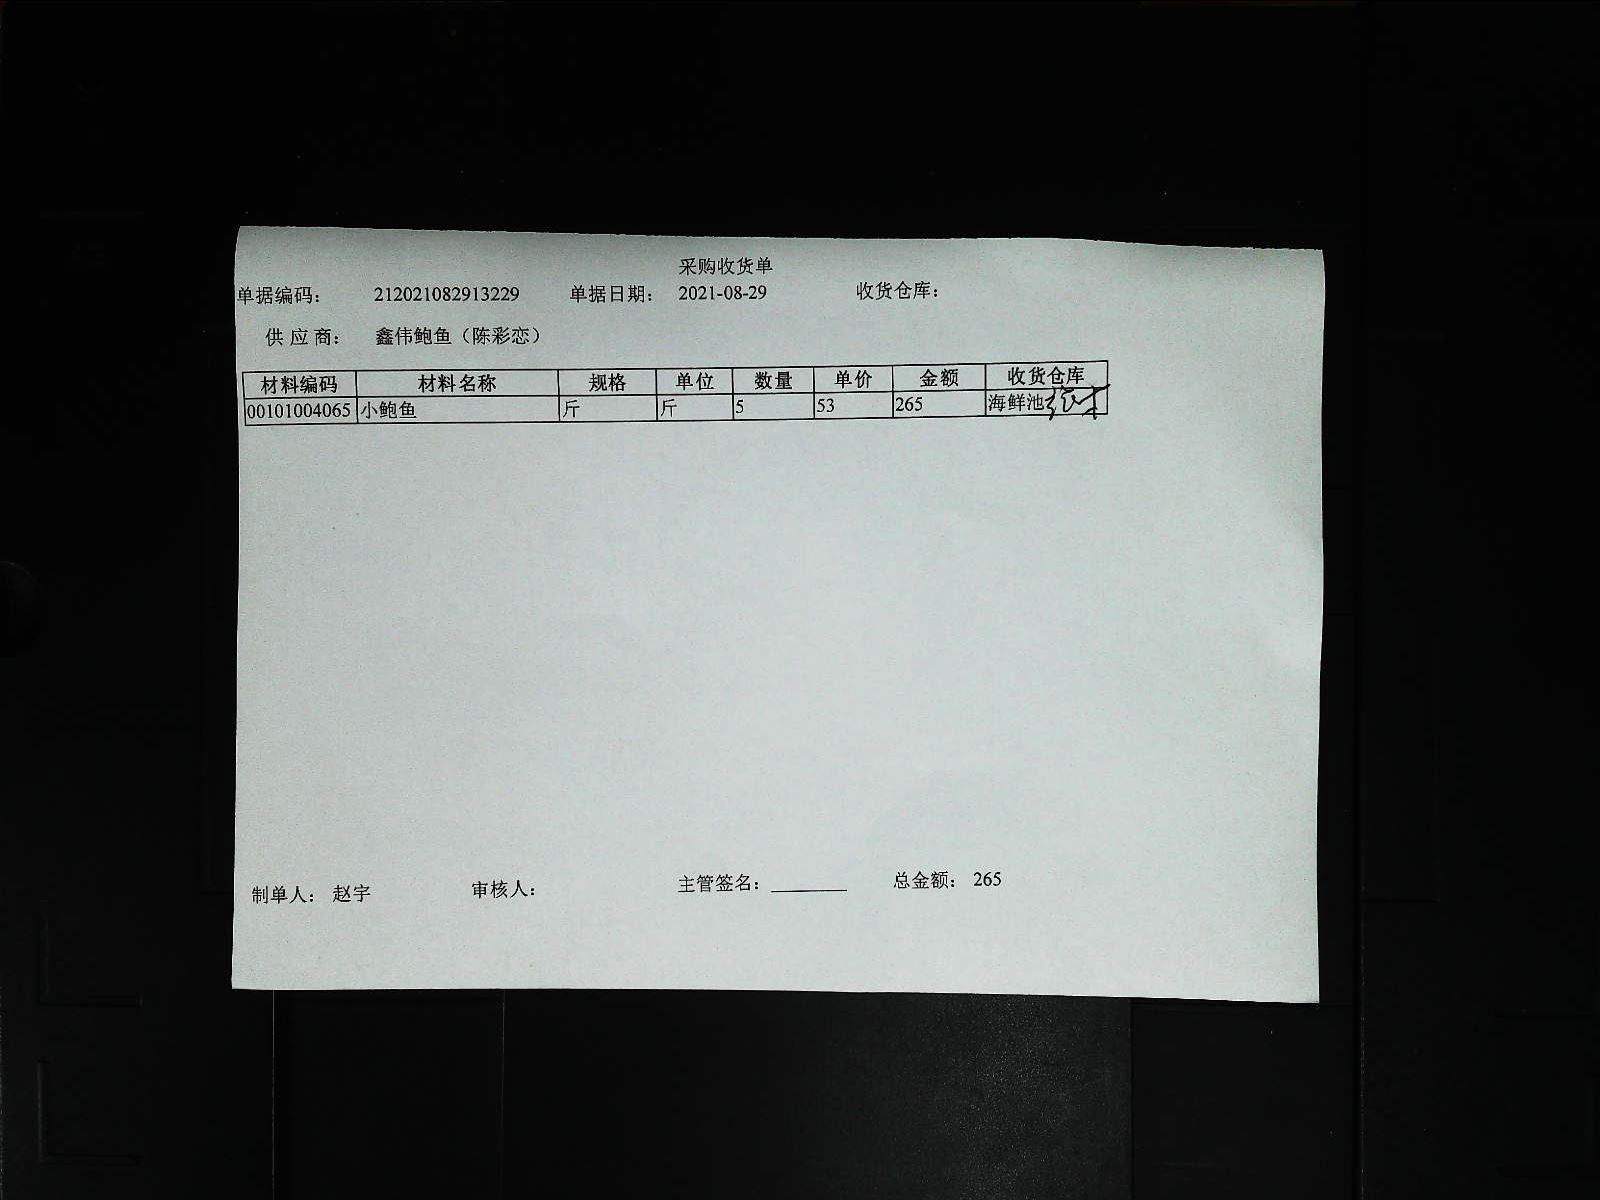 采购收货单
单据编码： 212021082913229 单据日期： 2021-08-29 收货仓库：
供 应 商： 鑫伟鲍鱼（陈彩恋）
材料编码 材料名称 规格 单位 数量 单价 金额 收货仓库
00101004065 小鲍鱼 斤 斤 5 53 265 海鲜池
制单人： 赵宇 审核人： 主管签名： ________ 总金额： 265